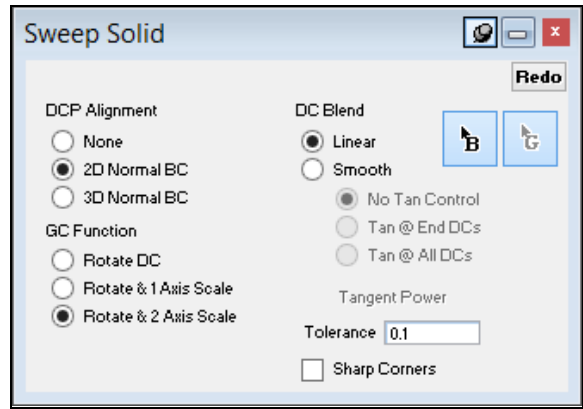 Sweep Solid
Redo
DCP Alignment
None
2D Normal BC
3D Normal BC
GC Function
Rotate DC
Rotate & 1 Axis Scale
Rotate & 2 Axis Scale
DC Blend
Linear
Smooth
No Tan Control
Tan @ End DCs
Tan @ All DCs
Tangent Power
Tolerance 0.1
Sharp Corners
B
G